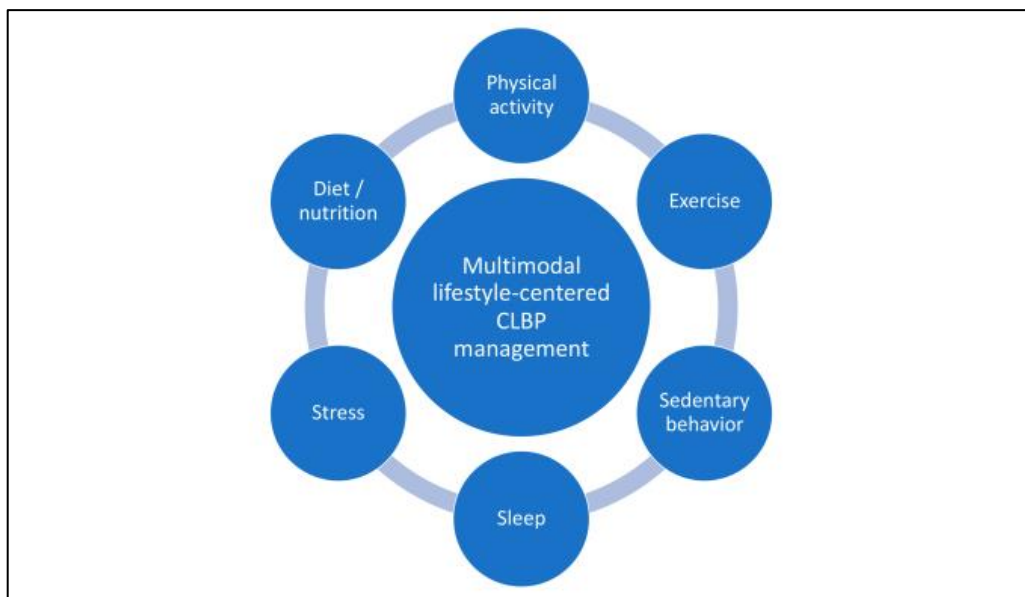 Physical
activity
Exercise
Sedentary
behavior
Sleep
Stress
Diet /
nutrition
Multimodal
lifestyle-centered
CLBP
management